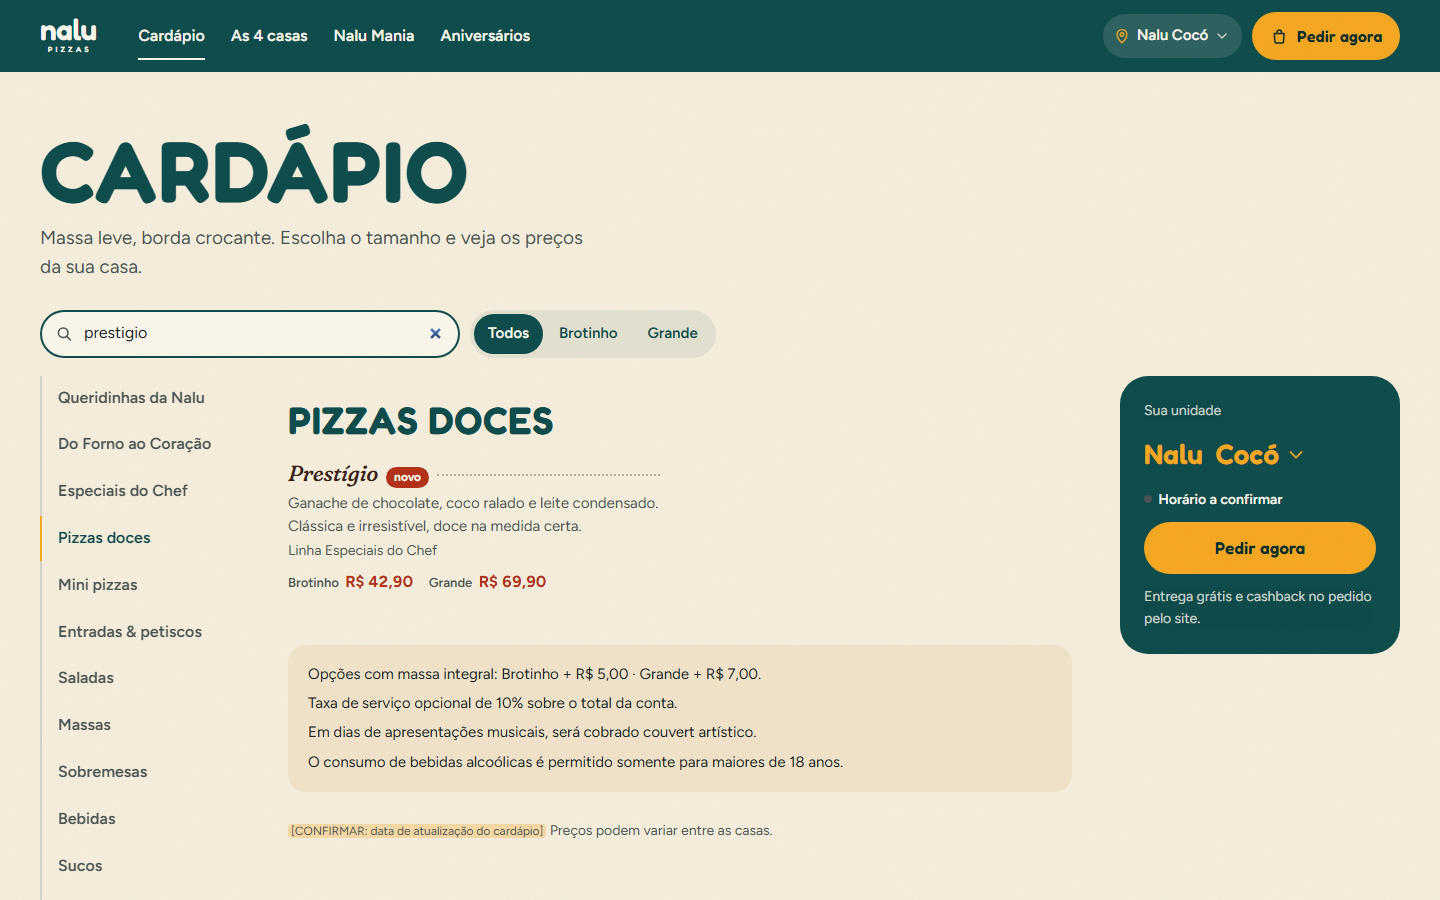 nalu
PIZZAS
Cardápio
As 4 casas
Nalu Mania
Aniversários
Nalu Cocó
Pedir agora
CARDÁPIO
Massa leve, borda crocante. Escolha o tamanho e veja os preços
da sua casa.
prestigio
Todos
Brotinho
Grande
Queridinhas da Nalu
Do Forno ao Coração
Especiais do Chef
Pizzas doces
Mini pizzas
Entradas & petiscos
Saladas
Massas
Sobremesas
Bebidas
Sucos
PIZZAS DOCES
Prestígio novo
Ganache de chocolate, coco ralado e leite condensado.
Clássica e irresistível, doce na medida certa.
Linha Especiais do Chef
Brotinho R$ 42,90 Grande R$ 69,90
Opções com massa integral: Brotinho + R$ 5,00 · Grande + R$ 7,00.
Taxa de serviço opcional de 10% sobre o total da conta.
Em dias de apresentações musicais, será cobrado couvert artístico.
O consumo de bebidas alcoólicas é permitido somente para maiores de 18 anos.
[CONFIRMAR: data de atualização do cardápio] Preços podem variar entre as casas.
Sua unidade
Nalu Cocó
Horário a confirmar
Pedir agora
Entrega grátis e cashback no pedido
pelo site.